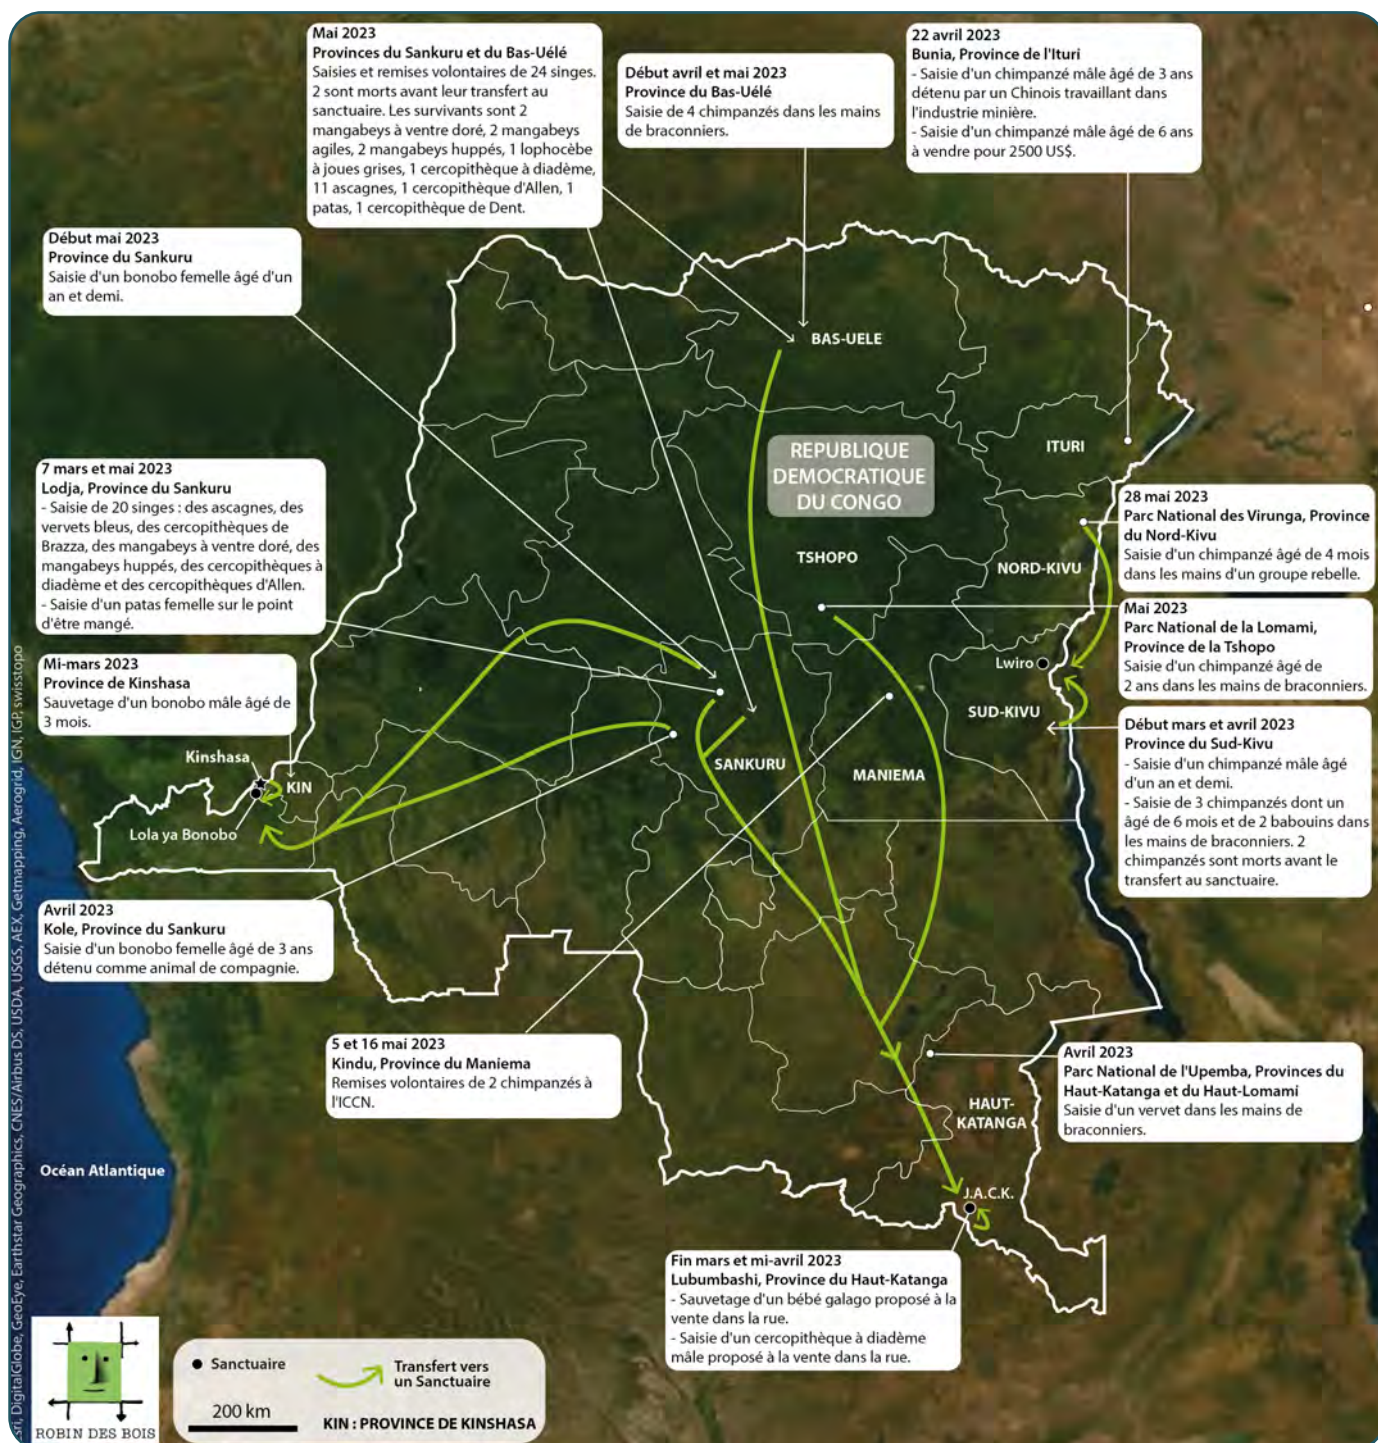 Mai 2023
Provinces du Sankuru et du Bas-Uélé
Saisies et remises volontaires de 24 singes.
2 sont morts avant leur transfert au
sanctuaire. Les survivants sont 2
mangabeys à ventre doré, 2 mangabeys
agiles, 2 mangabeys huppés, 1 lophocèbe
à joues grises, 1 cercopithèque à diadème,
11 ascagnes, 1 cercopithèque d'Allen, 1
patas, 1 cercopithèque de Dent.
Début avril et mai 2023
Province du Bas-Uélé
Saisie de 4 chimpanzés dans les mains
de braconniers.
22 avril 2023
Bunia, Province de l'Ituri
- Saisie d'un chimpanzé mâle âgé de 3 ans
détenu par un Chinois travaillant dans
l'industrie minière.
- Saisie d'un chimpanzé mâle âgé de 6 ans
à vendre pour 2500 US$.
Début mai 2023
Province du Sankuru
Saisie d'un bonobo femelle âgé d'un
an et demi.
BAS-UELE
ITURI
REPUBLIQUE
DEMOCRATIQUE
DU CONGO
7 mars et mai 2023
Lodja, Province du Sankuru
- Saisie de 20 singes : des ascagnes, des
vervets bleus, des cercopithèques de
Brazza, des mangabeys à ventre doré, des
mangabeys huppés, des cercopithèques à
diadème et des cercopithèques d'Allen.
- Saisie d'un patas femelle sur le point
d'être mangé.
28 mai 2023
Parc National des Virunga, Province
du Nord-Kivu
Saisie d'un chimpanzé âgé de 4 mois
dans les mains d'un groupe rebelle.
TSHOPO
NORD-KIVU
Mai 2023
Parc National de la Lomami,
Province de la Tshopo
Saisie d'un chimpanzé âgé de
2 ans dans les mains de braconniers.
Mi-mars 2023
Province de Kinshasa
Sauvetage d'un bonobo mâle âgé de
3 mois.
Lwiro
SUD-KIVU
Début mars et avril 2023
Province du Sud-Kivu
- Saisie d'un chimpanzé mâle âgé
d'un an et demi.
- Saisie de 3 chimpanzés dont un
âgé de 6 mois et de 2 babouins dans
les mains de braconniers. 2
chimpanzés sont morts avant le
transfert au sanctuaire.
Kinshasa
KIN
SANKURU
MANIEMA
Lola ya Bonobo
Avril 2023
Kole, Province du Sankuru
Saisie d'un bonobo femelle âgé de 3 ans
détenu comme animal de compagnie.
5 et 16 mai 2023
Kindu, Province du Maniema
Remises volontaires de 2 chimpanzés à
l'ICCN.
Avril 2023
Parc National de l'Upemba, Provinces du
Haut-Katanga et du Haut-Lomami
Saisie d'un vervet dans les mains de
braconniers.
HAUT-
KATANGA
Océan Atlantique
J.A.C.K.
Fin mars et mi-avril 2023
Lubumbashi, Province du Haut-Katanga
- Sauvetage d'un bébé galago proposé à la
vente dans la rue.
- Saisie d'un cercopithèque à diadème
mâle proposé à la vente dans la rue.
Sanctuaire
Transfert vers
un Sanctuaire
200 km
KIN : PROVINCE DE KINSHASA
ROBIN DES BOIS
DigitalGlobe, GeoEye, Earthstar Geographics, CNES/Airbus DS, USDA, USGS, AEX, Getmapping, Aerogrid, IGN, IGP, swisstopo